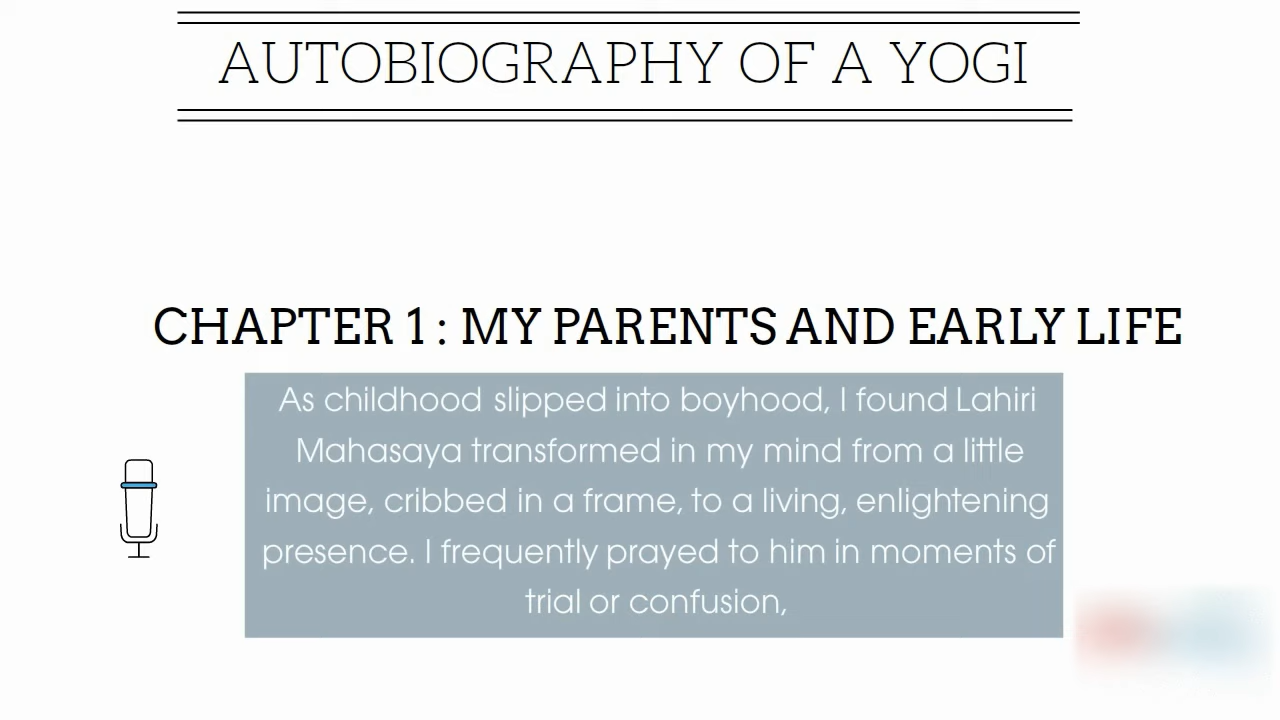 AUTOBIOGRAPHY OF A YOGI
CHAPTER 1 : MY PARENTS AND EARLY LIFE
As childhood slipped into boyhood, I found Lahiri
Mahasaya transformed in my mind from a little
image, cribbed in a frame, to a living, enlightening
presence. I frequently prayed to him in moments of
trial or confusion,